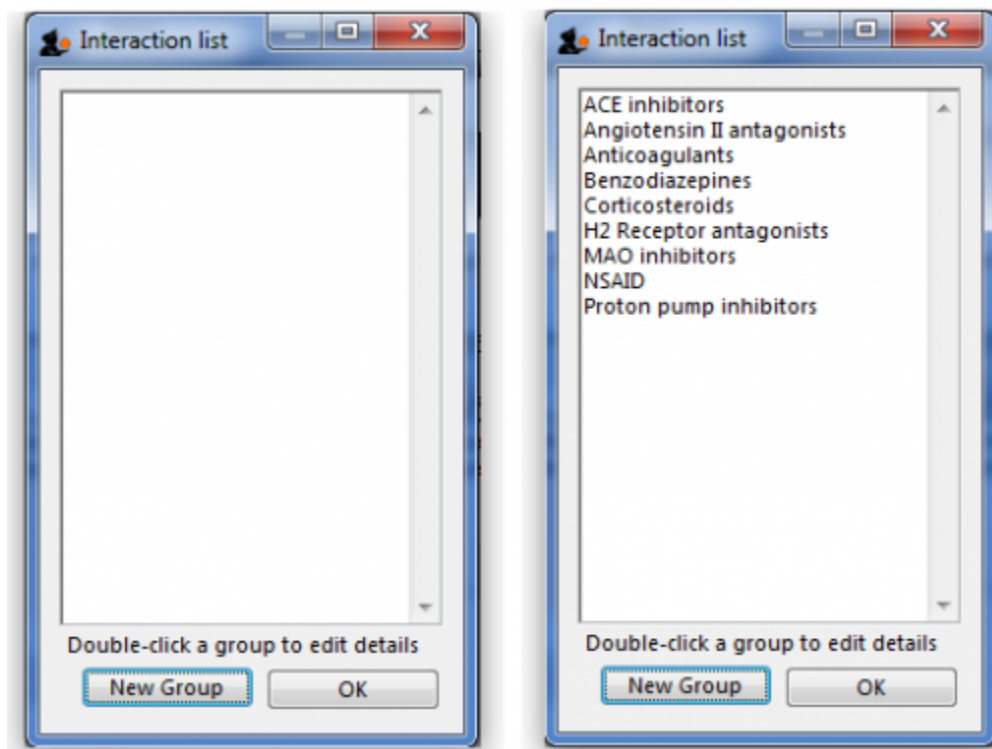 Interaction list
Double-click a group to edit details
New Group
OK
Interaction list
ACE inhibitors
Angiotensin II antagonists
Anticoagulants
Benzodiazepines
Corticosteroids
H2 Receptor antagonists
MAO inhibitors
NSAID
Proton pump inhibitors
Double-click a group to edit details
New Group
OK